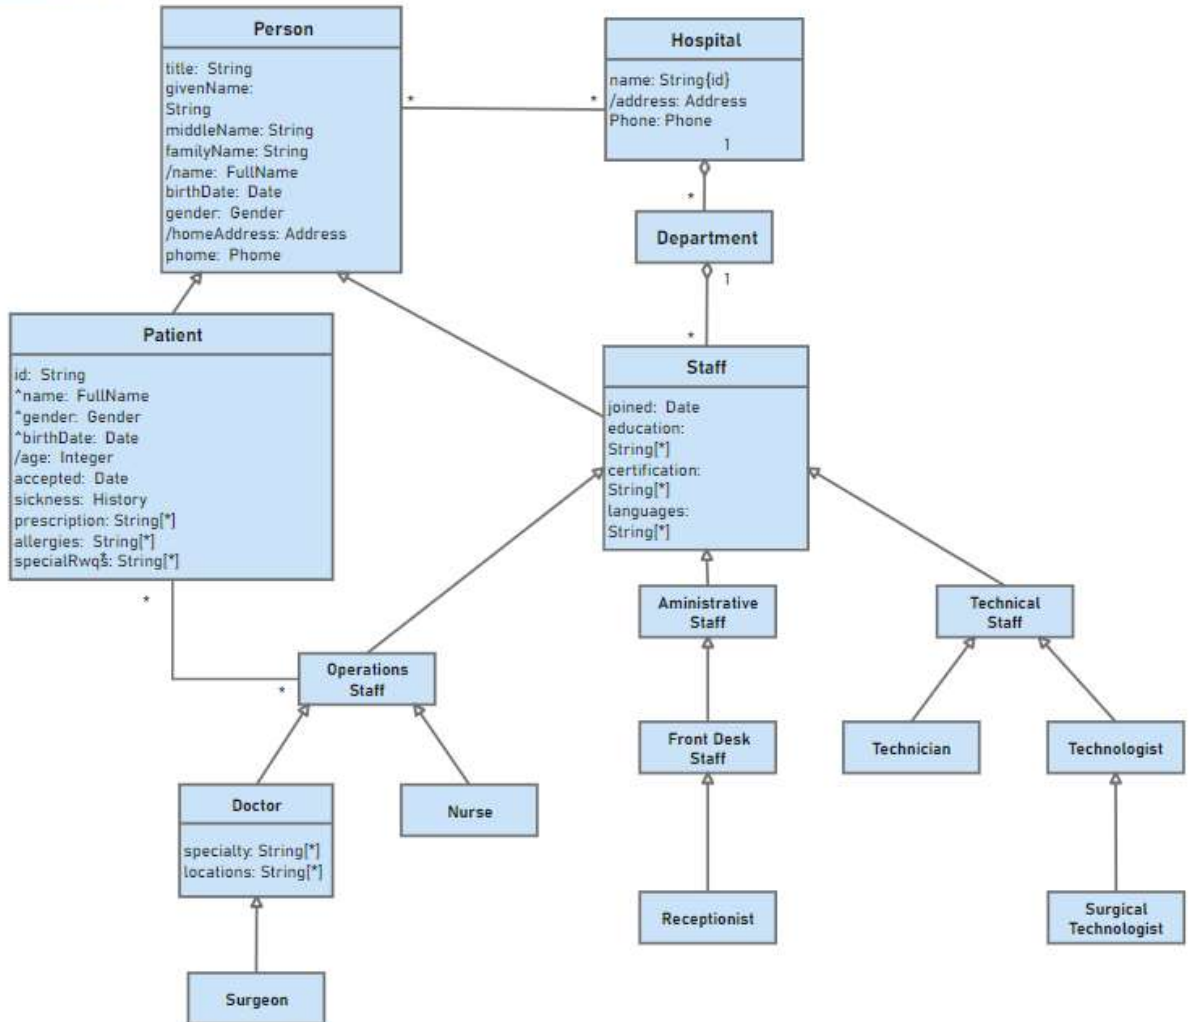 Person
title: String
givenName:
String
middleName: String
familyName: String
/name: FullName
birthDate: Date
gender: Gender
/homeAddress: Address
phome: Phome
*
*
Hospital
name: String{id}
/address: Address
Phone: Phone
1
*
Department
1
*
Patient
id: String
^name: FullName
^gender: Gender
^birthDate: Date
/age: Integer
accepted: Date
sickness: History
prescription: String[*]
allergies: String[*]
specialRwqs: String[*]
*
*
*
Staff
joined: Date
education:
String[*]
certification:
String[*]
languages:
String[*]
Operations
Staff
Aministrative
Staff
Technical
Staff
Front Desk
Staff
Technician
Technologist
Doctor
specialty: String[*]
locations: String[*]
Nurse
Receptionist
Surgical
Technologist
Surgeon